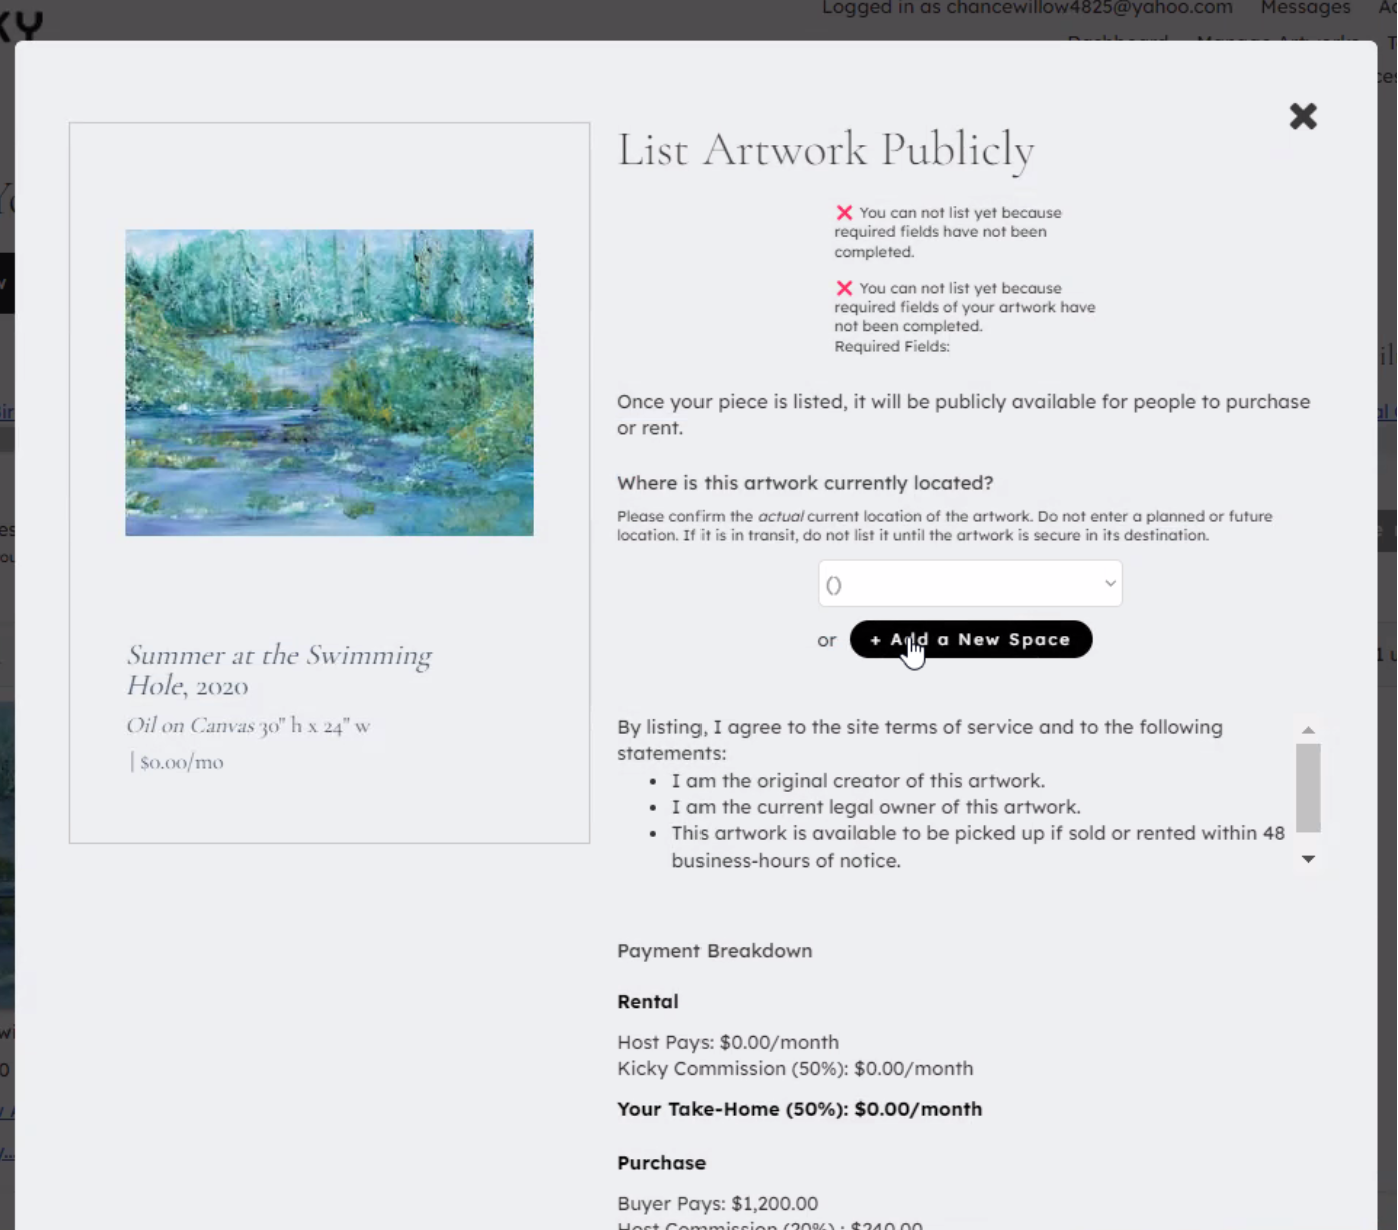 KY
Logged in as chancewillow4825@yahoo.com Messages
Dashboard Manage Artworks
List Artwork Publicly
❌ You can not list yet because
required fields have not been
completed.
❌ You can not list yet because
required fields of your artwork have
not been completed.
Required Fields:
Once your piece is listed, it will be publicly available for people to purchase
or rent.
Where is this artwork currently located?
Please confirm the actual current location of the artwork. Do not enter a planned or future
location. If it is in transit, do not list it until the artwork is secure in its destination.
()
or + Add a New Space
Summer at the Swimming
Hole, 2020
Oil on Canvas 30" h x 24" w
| $0.00/mo
By listing, I agree to the site terms of service and to the following
statements:
• I am the original creator of this artwork.
• I am the current legal owner of this artwork.
• This artwork is available to be picked up if sold or rented within 48
business-hours of notice.
Payment Breakdown
Rental
Host Pays: $0.00/month
Kicky Commission (50%): $0.00/month
Your Take-Home (50%): $0.00/month
Purchase
Buyer Pays: $1,200.00
Host Commission (20%) : $240.00